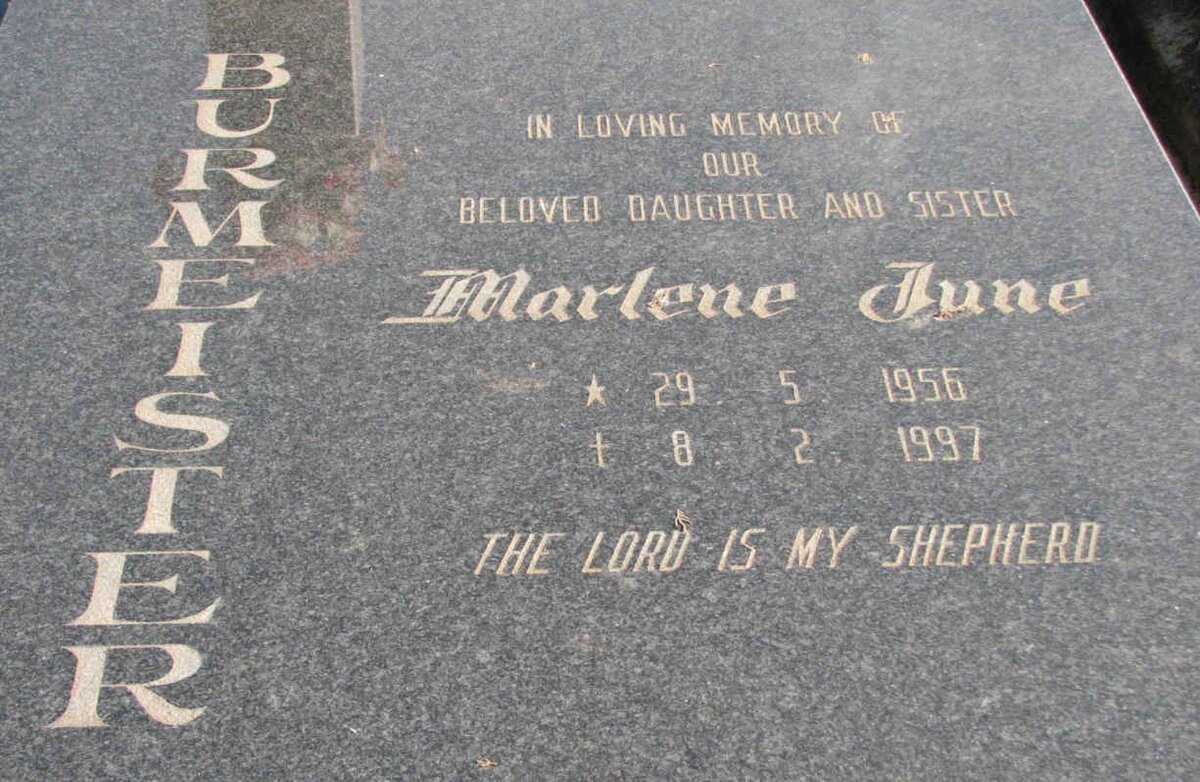 BURMEISTER
IN LOVING MEMORY OF
OUR
BELOVED DAUGHTER AND SISTER
Marlene June
★ 29. 5. 1956
† 8. 2. 1997
THE LORD IS MY SHEPHERD.